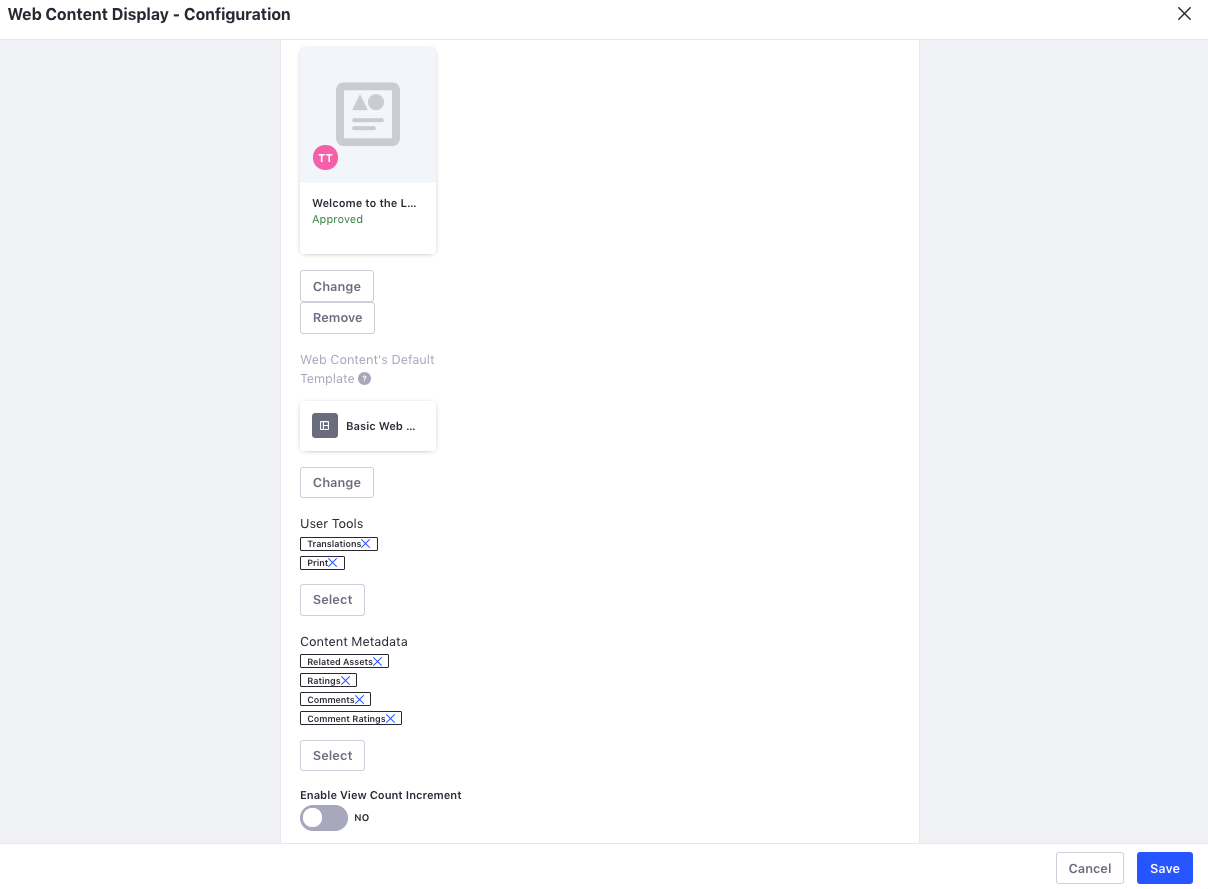 Web Content Display - Configuration
TT
Welcome to the L...
Approved
Change
Remove
Web Content's Default
Template ?
Basic Web ...
Change
User Tools
Translations
Print
Select
Content Metadata
Related Assets
Ratings
Comments
Comment Ratings
Select
Enable View Count Increment
NO
Cancel
Save